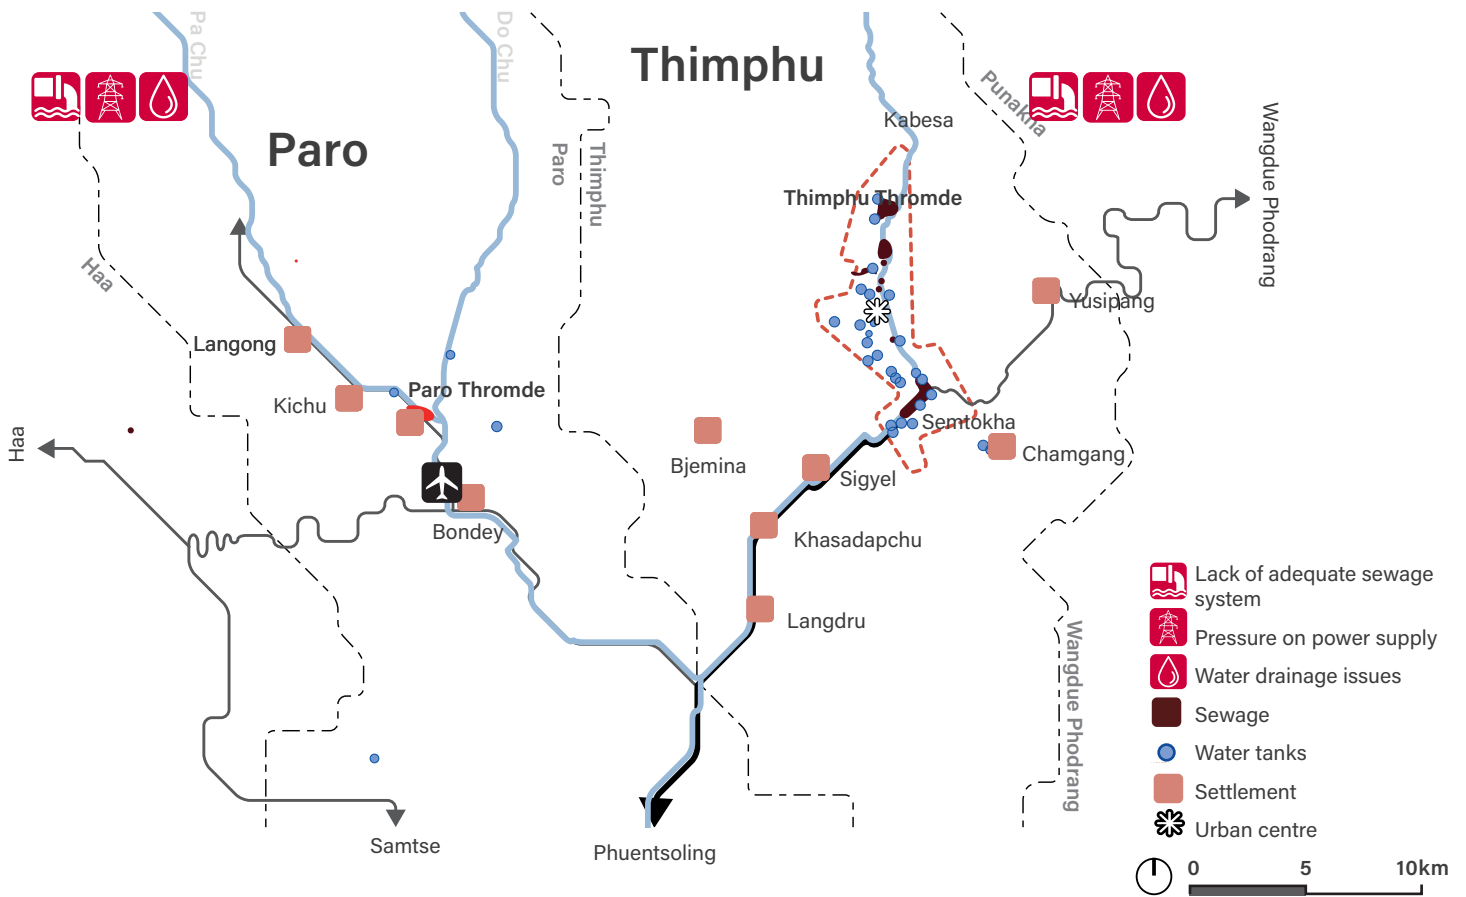 Pa Chu
Do Chu
Thimphu
Punakha
Kabesa
Wangdue Phodrang
Paro
Paro
Thimphu
Thimphu Thromde
Haa
Yusipang
Langong
Kichu
Paro Thromde
Semtokha
Haa
Bjemina
Chamgang
Sigyel
Bondey
Khasadapchu
Langdru
Wangdue Phodrang
Samtse
Phuentsoling
Lack of adequate sewage
system
Pressure on power supply
Water drainage issues
Sewage
Water tanks
Settlement
Urban centre
0 5 10km